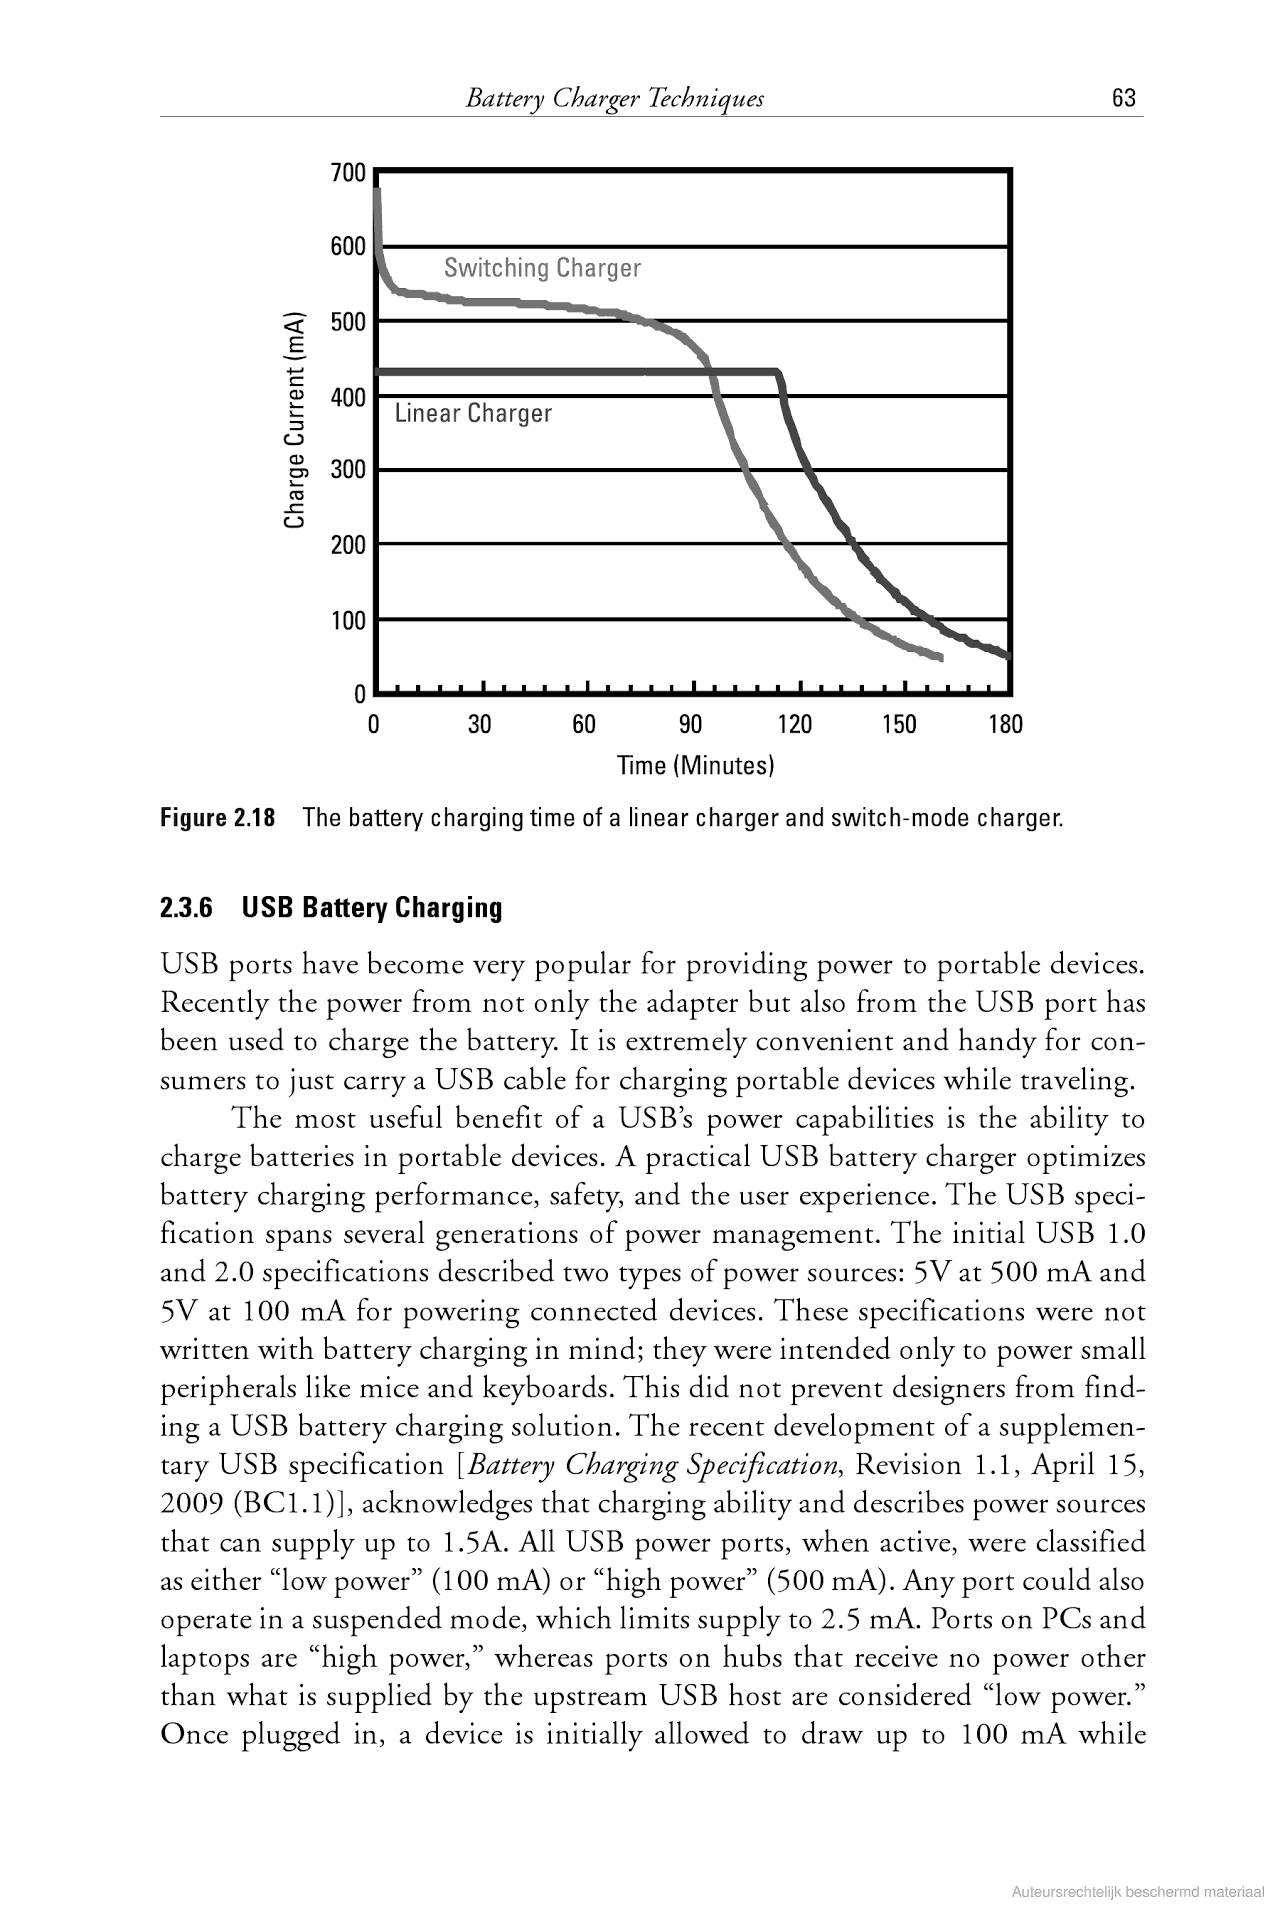 Battery Charger Techniques 63
700
600
Switching Charger
500
400
Linear Charger
300
200
100
0
Charge Current (mA)
0 30 60 90 120 150 180
Time (Minutes)
Figure 2.18 The battery charging time of a linear charger and switch-mode charger.
2.3.6 USB Battery Charging
USB ports have become very popular for providing power to portable devices.
Recently the power from not only the adapter but also from the USB port has
been used to charge the battery. It is extremely convenient and handy for con-
sumers to just carry a USB cable for charging portable devices while traveling.
The most useful benefit of a USB’s power capabilities is the ability to
charge batteries in portable devices. A practical USB battery charger optimizes
battery charging performance, safety, and the user experience. The USB speci-
fication spans several generations of power management. The initial USB 1.0
and 2.0 specifications described two types of power sources: 5V at 500 mA and
5V at 100 mA for powering connected devices. These specifications were not
written with battery charging in mind; they were intended only to power small
peripherals like mice and keyboards. This did not prevent designers from find-
ing a USB battery charging solution. The recent development of a supplemen-
tary USB specification [Battery Charging Specification, Revision 1.1, April 15,
2009 (BC1.1)], acknowledges that charging ability and describes power sources
that can supply up to 1.5A. All USB power ports, when active, were classified
as either “low power” (100 mA) or “high power” (500 mA). Any port could also
operate in a suspended mode, which limits supply to 2.5 mA. Ports on PCs and
laptops are “high power,” whereas ports on hubs that receive no power other
than what is supplied by the upstream USB host are considered “low power.”
Once plugged in, a device is initially allowed to draw up to 100 mA while
Auteursrechtelijk beschermd materiaal